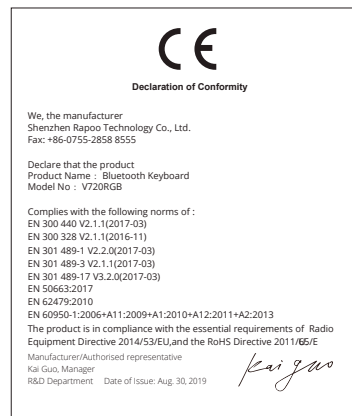 CE
Declaration of Conformity
We, the manufacturer
Shenzhen Rapoo Technology Co., Ltd.
Fax: +86-0755-2858 8555
Declare that the product
Product Name : Bluetooth Keyboard
Model No : V720RGB
Complies with the following norms of :
EN 300 440 V2.1.1(2017-03)
EN 300 328 V2.1.1(2016-11)
EN 301 489-1 V2.2.0(2017-03)
EN 301 489-3 V2.1.1(2017-03)
EN 301 489-17 V3.2.0(2017-03)
EN 50663:2017
EN 62479:2010
EN 60950-1:2006+A11:2009+A1:2010+A12:2011+A2:2013
The product is in compliance with the essential requirements of Radio
Equipment Directive 2014/53/EU,and the RoHS Directive 2011/65/E
Manufacturer/Authorised representative
Kai Guo, Manager
R&D Department Date of Issue: Aug. 30, 2019
kai guo